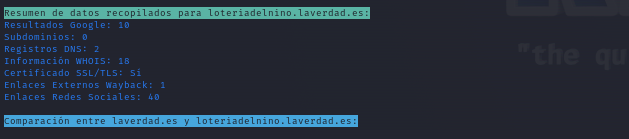 Resumen de datos recopilados para loteriadelnino.laverdad.es:
Resultados Google: 10
Subdominios: 0
Registros DNS: 2
Información WHOIS: 18
Certificado SSL/TLS: Sí
Enlaces Externos Wayback: 1
Enlaces Redes Sociales: 40
Comparación entre laverdad.es y loteriadelnino.laverdad.es:
"the qu